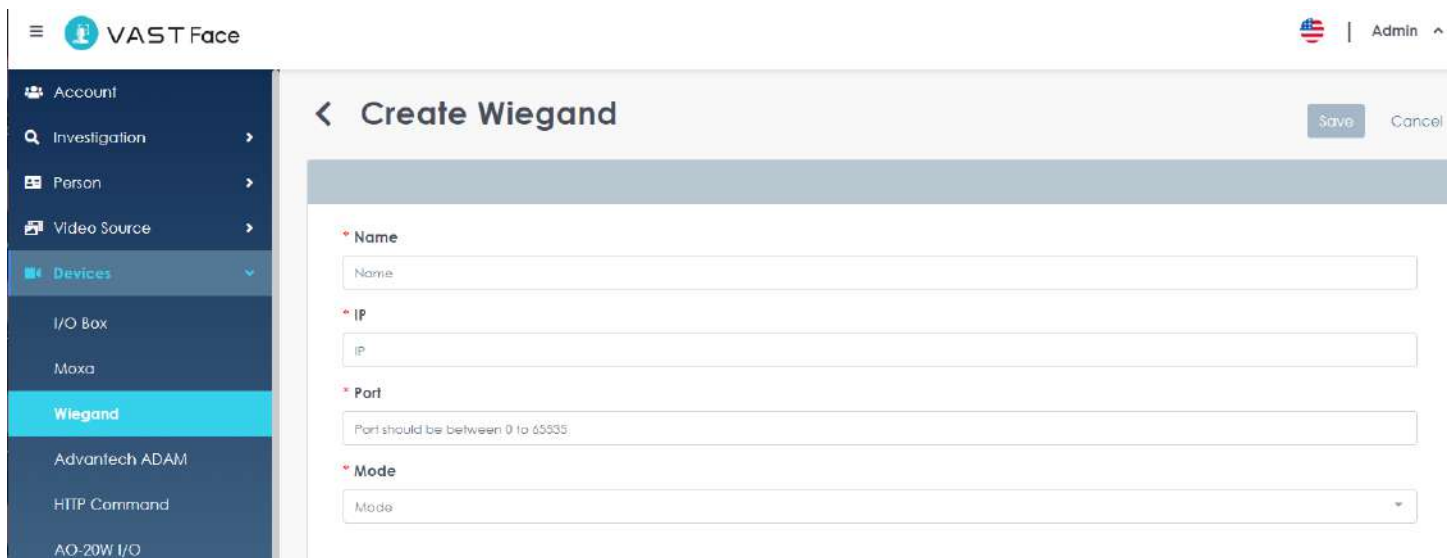 VAST Face
Admin
Account
Investigation
Person
Video Source
Devices
I/O Box
Moxa
Wiegand
Advantech ADAM
HTTP Command
AO-20W I/O
Create Wiegand
Save
Cancel
* Name
Name
* IP
IP
* Port
Port should be between 0 to 65535
* Mode
Mode